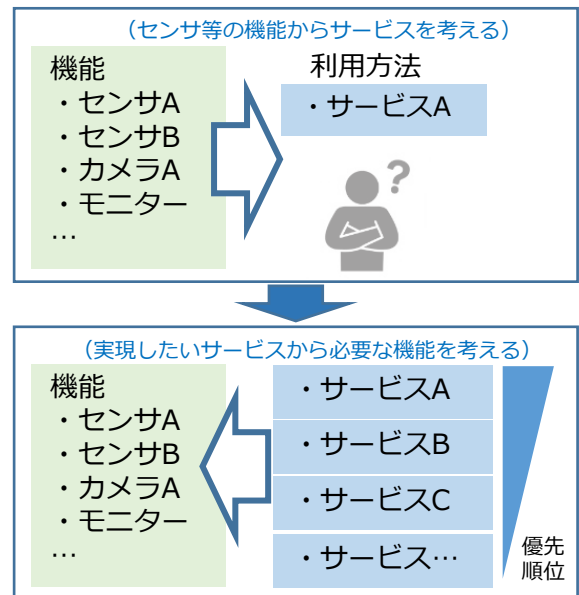 （センサ等の機能からサービスを考える）
機能
・センサA
・センサB
・カメラA
・モニター
…
利用方法
・サービスA
?
（実現したいサービスから必要な機能を考える）
機能
・センサA
・センサB
・カメラA
・モニター
…
・サービスA
・サービスB
・サービスC
・サービス…
優先
順位